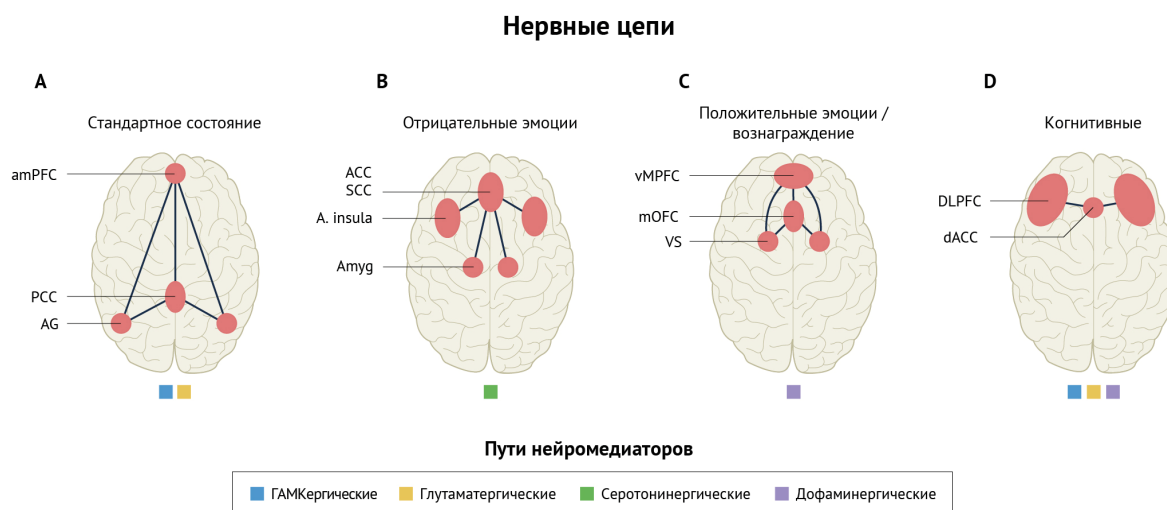 Нервные цепи
A
Стандартное состояние
amPFC
PCC
AG
B
Отрицательные эмоции
ACC
SCC
A. insula
Amyg
C
Положительные эмоции /
вознаграждение
vMPFC
mOFC
VS
D
Когнитивные
DLPFC
dACC
Пути нейромедиаторов
ГАМКергические
Глутаматергические
Серотонинергические
Дофаминергические